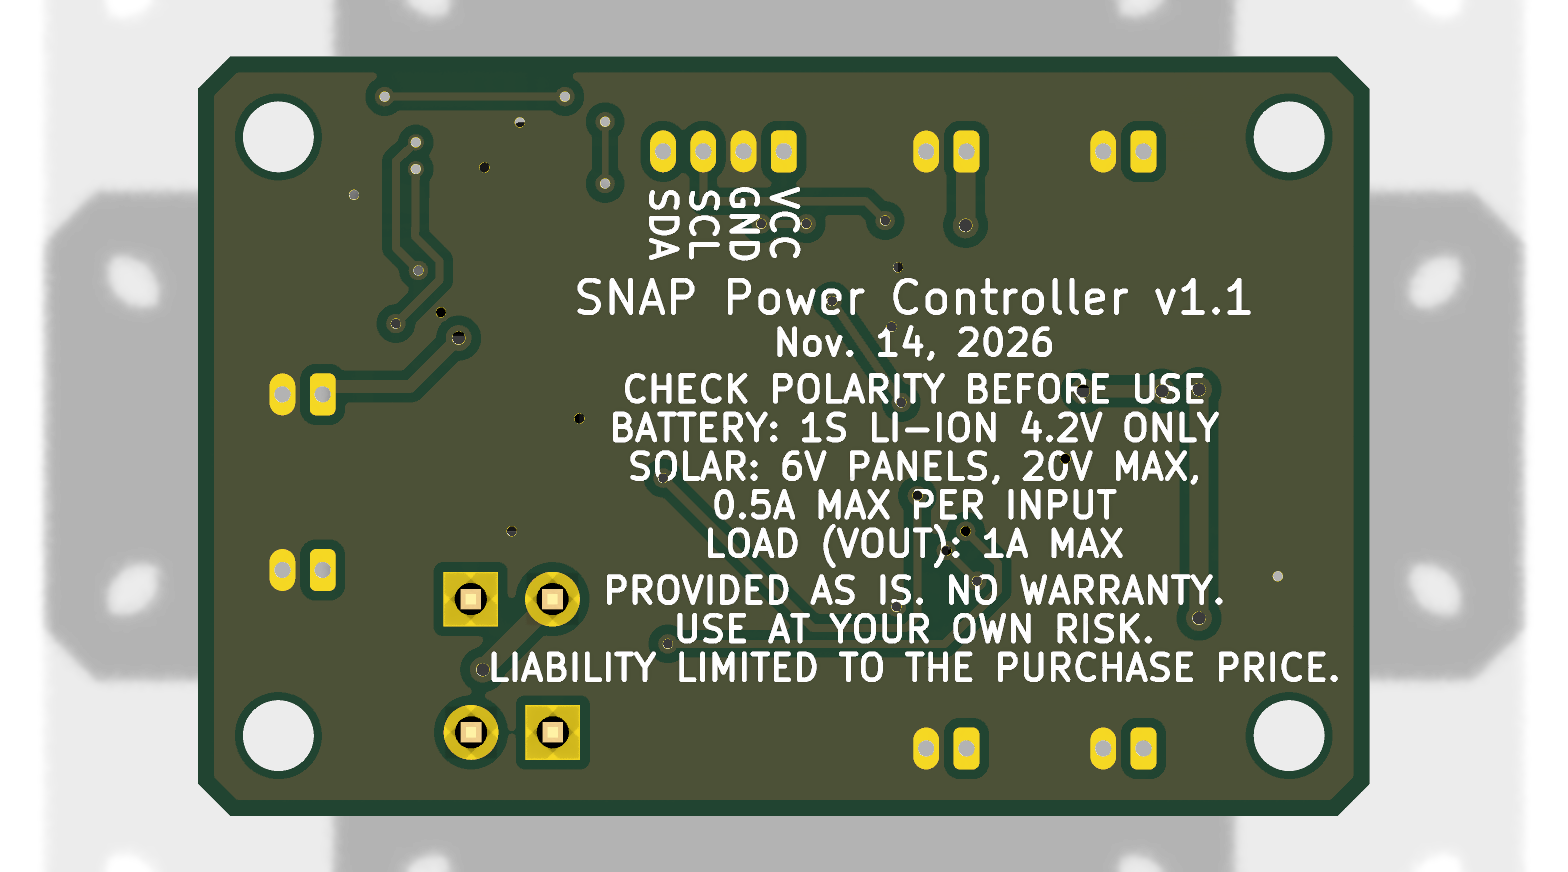 SDA
SCL
GND
VCC
SNAP Power Controller v1.1
Nov. 14, 2026
CHECK POLARITY BEFORE USE
BATTERY: 1S LI-ION 4.2V ONLY
SOLAR: 6V PANELS, 20V MAX,
0.5A MAX PER INPUT
LOAD (VOUT): 1A MAX
PROVIDED AS IS. NO WARRANTY.
USE AT YOUR OWN RISK.
LIABILITY LIMITED TO THE PURCHASE PRICE.